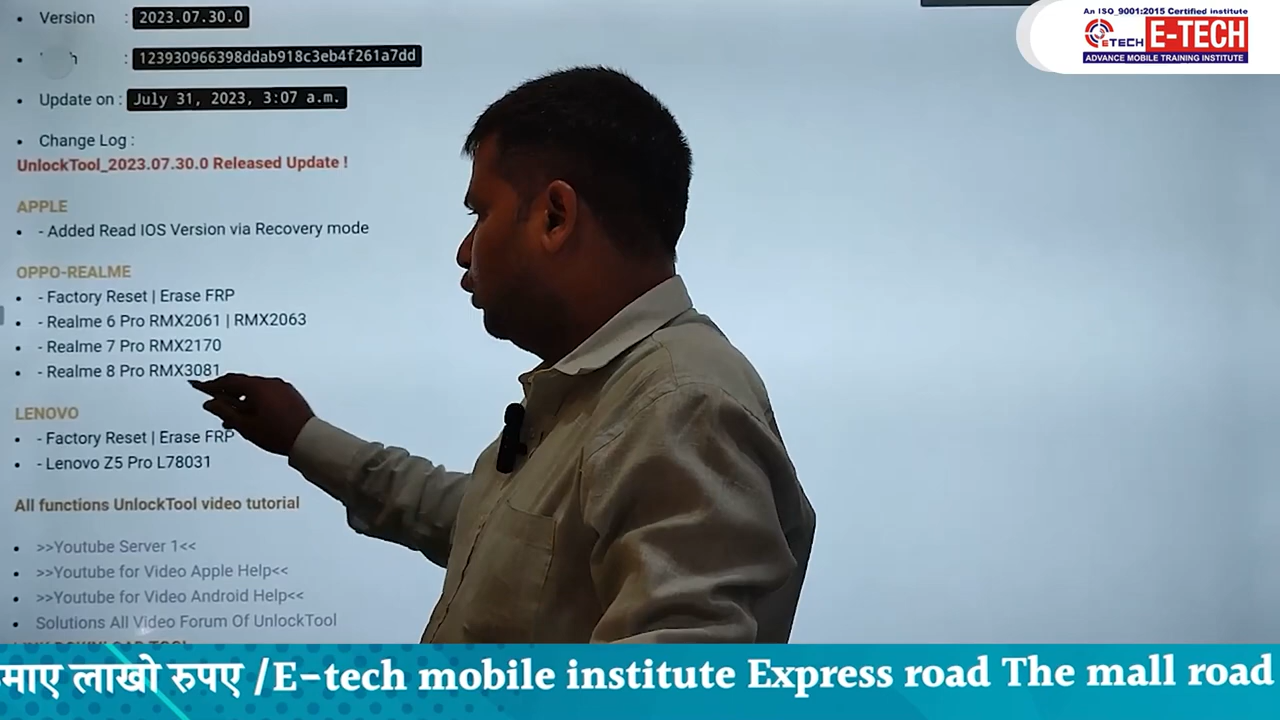 Version : 2023.07.30.0
: 123930966398ddab918c3eb4f261a7dd
Update on : July 31, 2023, 3:07 a.m.
Change Log :
UnlockTool_2023.07.30.0 Released Update !
APPLE
- Added Read IOS Version via Recovery mode
OPPO-REALME
- Factory Reset | Erase FRP
- Realme 6 Pro RMX2061 | RMX2063
- Realme 7 Pro RMX2170
- Realme 8 Pro RMX3081
LENOVO
- Factory Reset | Erase FRP
- Lenovo Z5 Pro L78031
All functions UnlockTool video tutorial
>>Youtube Server 1<<
>>Youtube for Video Apple Help<<
>>Youtube for Video Android Help<<
Solutions All Video Forum Of UnlockTool
An ISO_9001:2015 Certified institute
ETECH E-TECH
ADVANCE MOBILE TRAINING INSTITUTE
लाखो रुपए /E-tech mobile institute Express road The mall road